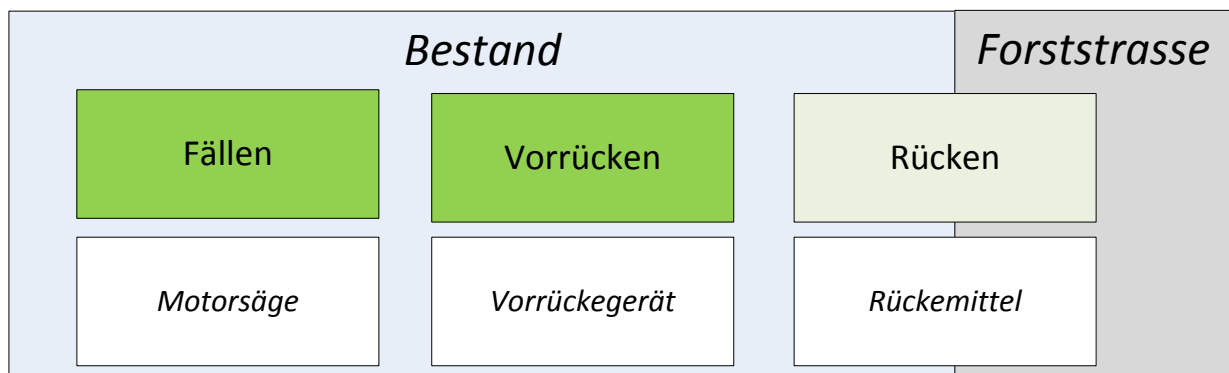 Bestand
Forststrasse
Fällen
Vorrücken
Rücken
Motorsäge
Vorrückegerät
Rückemittel